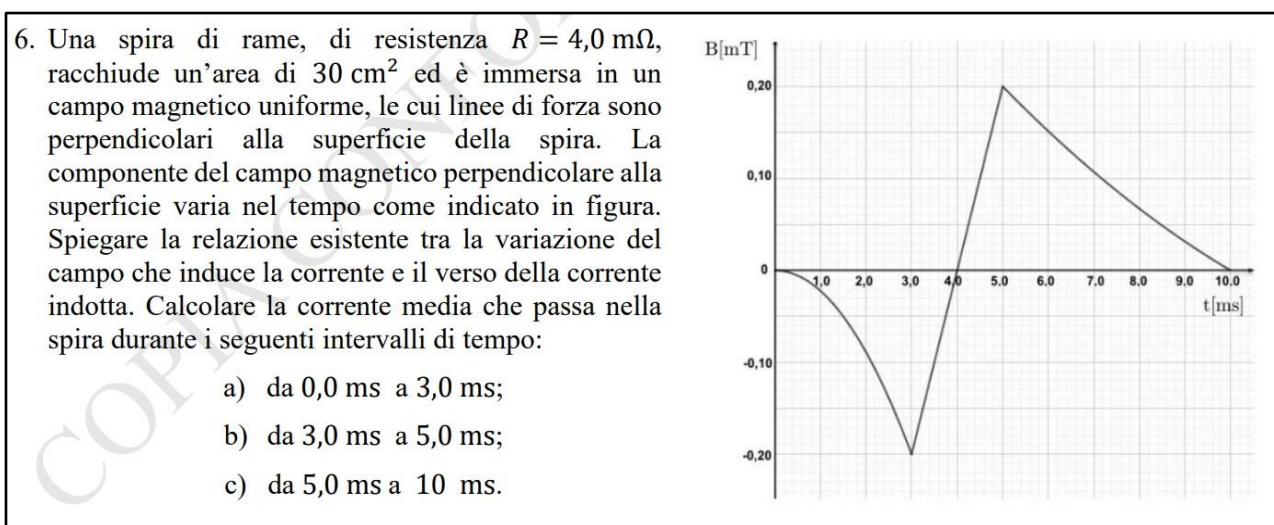 6. Una spira di rame, di resistenza R = 4,0 mΩ,
racchiude un’area di 30 cm² ed è immersa in un
campo magnetico uniforme, le cui linee di forza sono
perpendicolari alla superficie della spira. La
componente del campo magnetico perpendicolare alla
superficie varia nel tempo come indicato in figura.
Spiegare la relazione esistente tra la variazione del
campo che induce la corrente e il verso della corrente
indotta. Calcolare la corrente media che passa nella
spira durante i seguenti intervalli di tempo:
a) da 0,0 ms a 3,0 ms;
b) da 3,0 ms a 5,0 ms;
c) da 5,0 ms a 10 ms.
B[mT]
0,20
0,10
0
1,0 2,0 3,0 4,0 5.0 6.0 7.0 8.0 9.0 10.0
t[ms]
-0,10
-0,20
COPIA CONFO